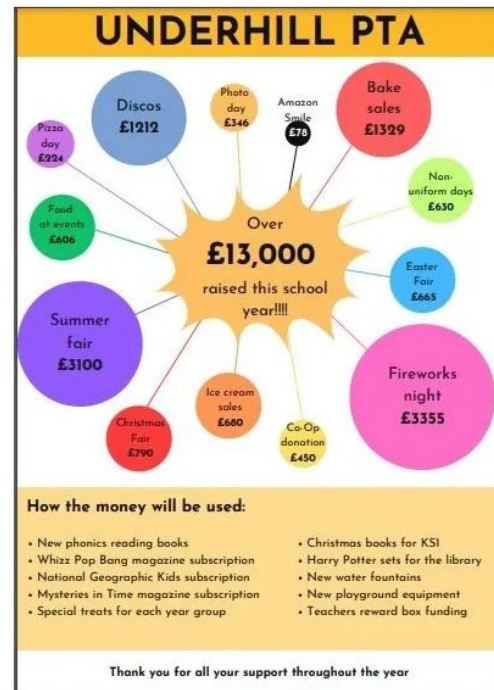 UNDERHILL PTA
Pizza
day
£224
Discos
£1212
Photo
day
£346
Amazon
Smile
£78
Bake
sales
£1329
Non-
uniform days
£630
Food
at events
£606
Over
£13,000
raised this school
year!!!!
Easter
Fair
£665
Summer
fair
£3100
Fireworks
night
£3355
Christmas
Fair
£790
Ice cream
sales
£680
Co-Op
donation
£450
How the money will be used:
• New phonics reading books
• Whizz Pop Bang magazine subscription
• National Geographic Kids subscription
• Mysteries in Time magazine subscription
• Special treats for each year group
• Christmas books for KS1
• Harry Potter sets for the library
• New water fountains
• New playground equipment
• Teachers reward box funding
Thank you for all your support throughout the year